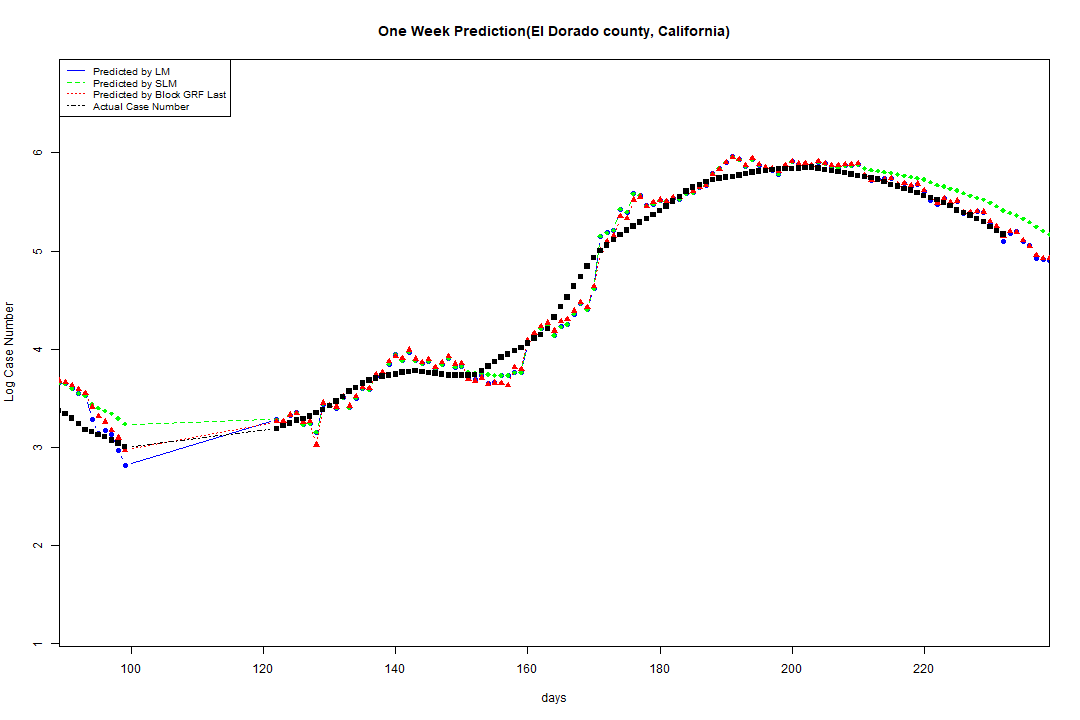 One Week Prediction(El Dorado county, California)
Predicted by LM
Predicted by SLM
Predicted by Block GRF Last
Actual Case Number
Log Case Number
6
5
4
3
2
1
100 120 140 160 180 200 220
days